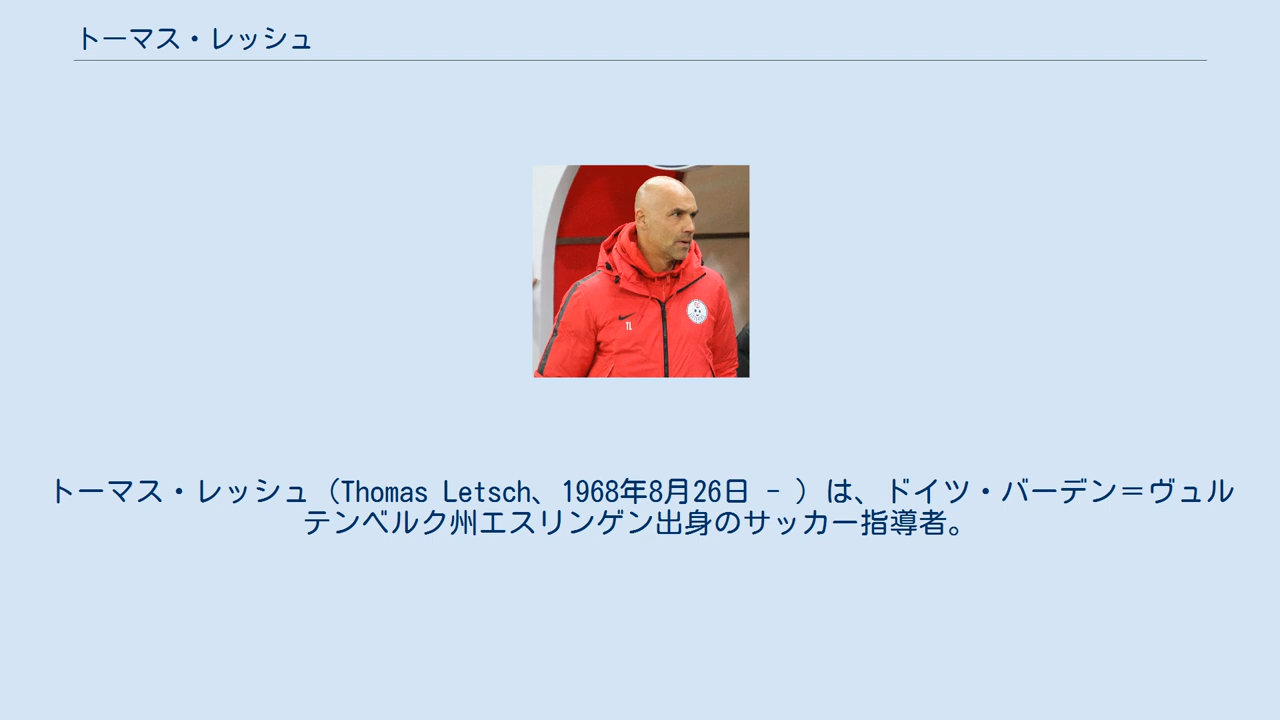 トーマス・レッシュ
TL
トーマス・レッシュ（Thomas Letsch、1968年8月26日 - ）は、ドイツ・バーデン＝ヴュル
テンベルク州エスリンゲン出身のサッカー指導者。